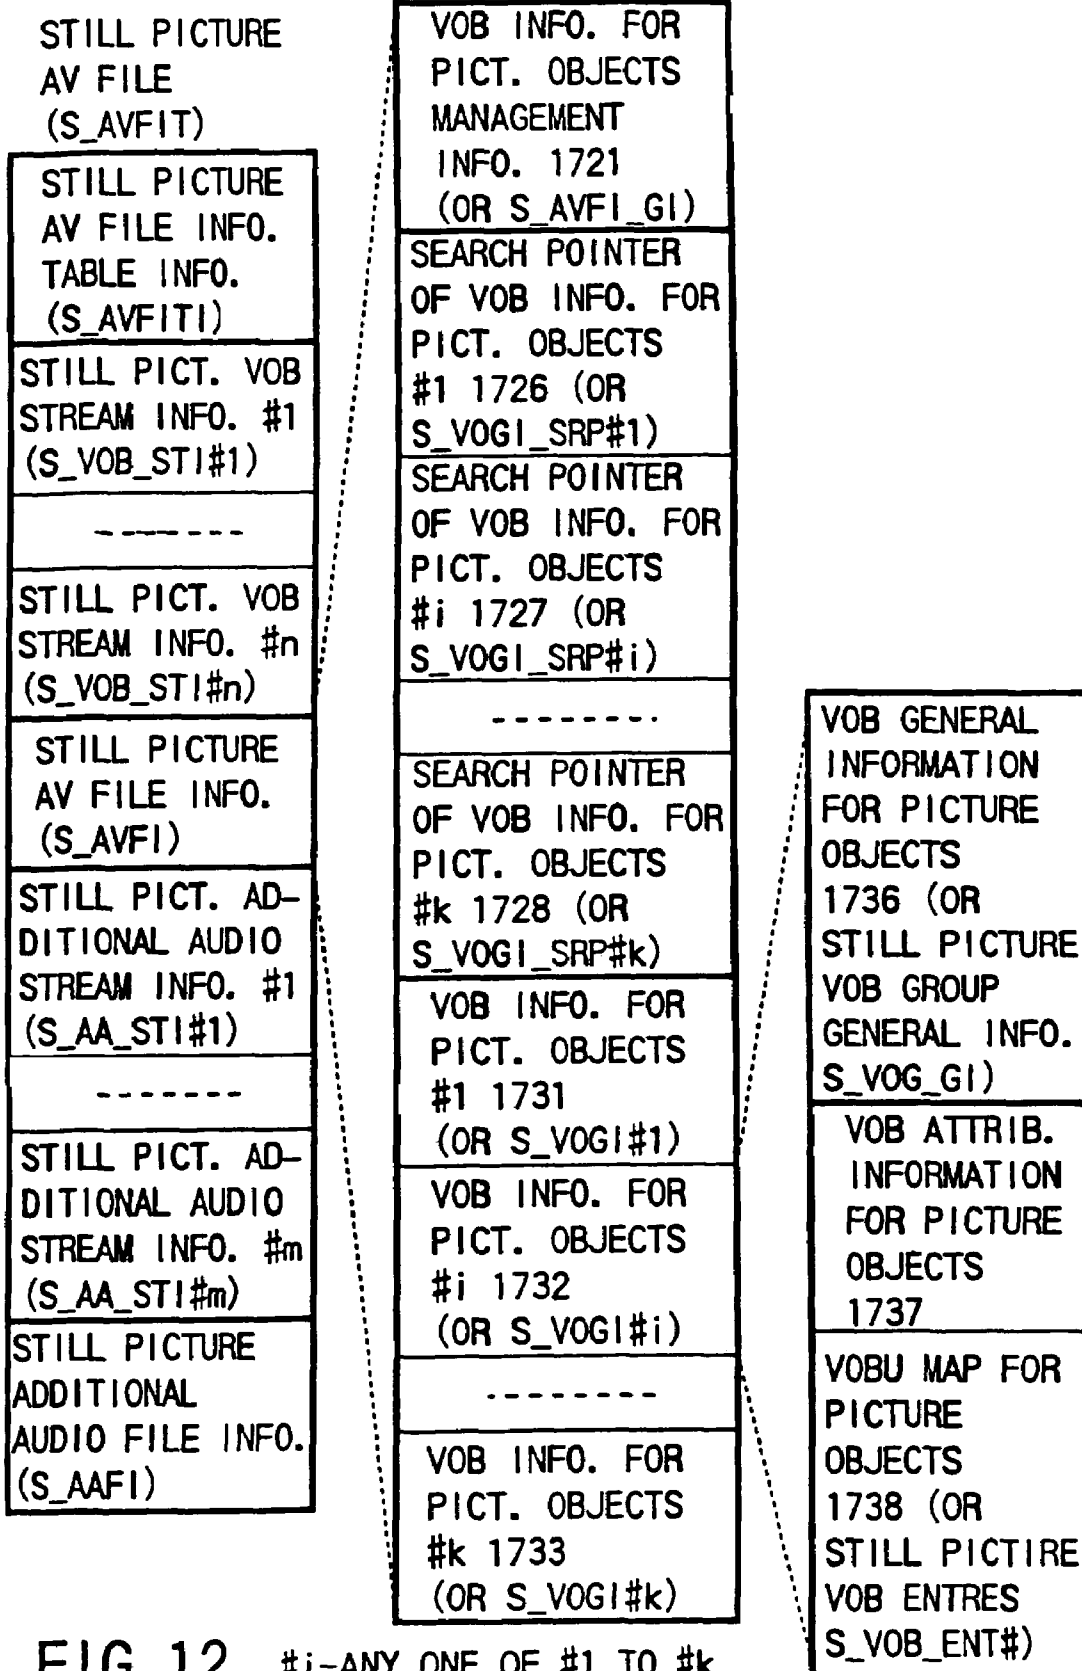 STILL PICTURE
AV FILE
(S_AVFIT)
STILL PICTURE
AV FILE INFO.
TABLE INFO.
(S_AVFITI)
STILL PICT. VOB
STREAM INFO. #1
(S_VOB_STI#1)
-------
STILL PICT. VOB
STREAM INFO. #n
(S_VOB_STI#n)
STILL PICTURE
AV FILE INFO.
(S_AVFI)
STILL PICT. AD-
DITIONAL AUDIO
STREAM INFO. #1
(S_AA_STI#1)
-------
STILL PICT. AD-
DITIONAL AUDIO
STREAM INFO. #m
(S_AA_STI#m)
STILL PICTURE
ADDITIONAL
AUDIO FILE INFO.
(S_AAFI)
VOB INFO. FOR
PICT. OBJECTS
MANAGEMENT
INFO. 1721
(OR S_AVFI_GI)
SEARCH POINTER
OF VOB INFO. FOR
PICT. OBJECTS
#1 1726 (OR
S_VOGI_SRP#1)
SEARCH POINTER
OF VOB INFO. FOR
PICT. OBJECTS
#i 1727 (OR
S_VOGI_SRP#i)
--------
SEARCH POINTER
OF VOB INFO. FOR
PICT. OBJECTS
#k 1728 (OR
S_VOGI_SRP#k)
VOB INFO. FOR
PICT. OBJECTS
#1 1731
(OR S_VOGI#1)
VOB INFO. FOR
PICT. OBJECTS
#i 1732
(OR S_VOGI#i)
--------
VOB INFO. FOR
PICT. OBJECTS
#k 1733
(OR S_VOGI#k)
VOB GENERAL
INFORMATION
FOR PICTURE
OBJECTS
1736 (OR
STILL PICTURE
VOB GROUP
GENERAL INFO.
S_VOG_GI)
VOB ATTRIB.
INFORMATION
FOR PICTURE
OBJECTS
1737
VOBU MAP FOR
PICTURE
OBJECTS
1738 (OR
STILL PICTIRE
VOB ENTRES
S_VOB_ENT#)
FIG 12 #i-ANY ONE OF #1 TO #k